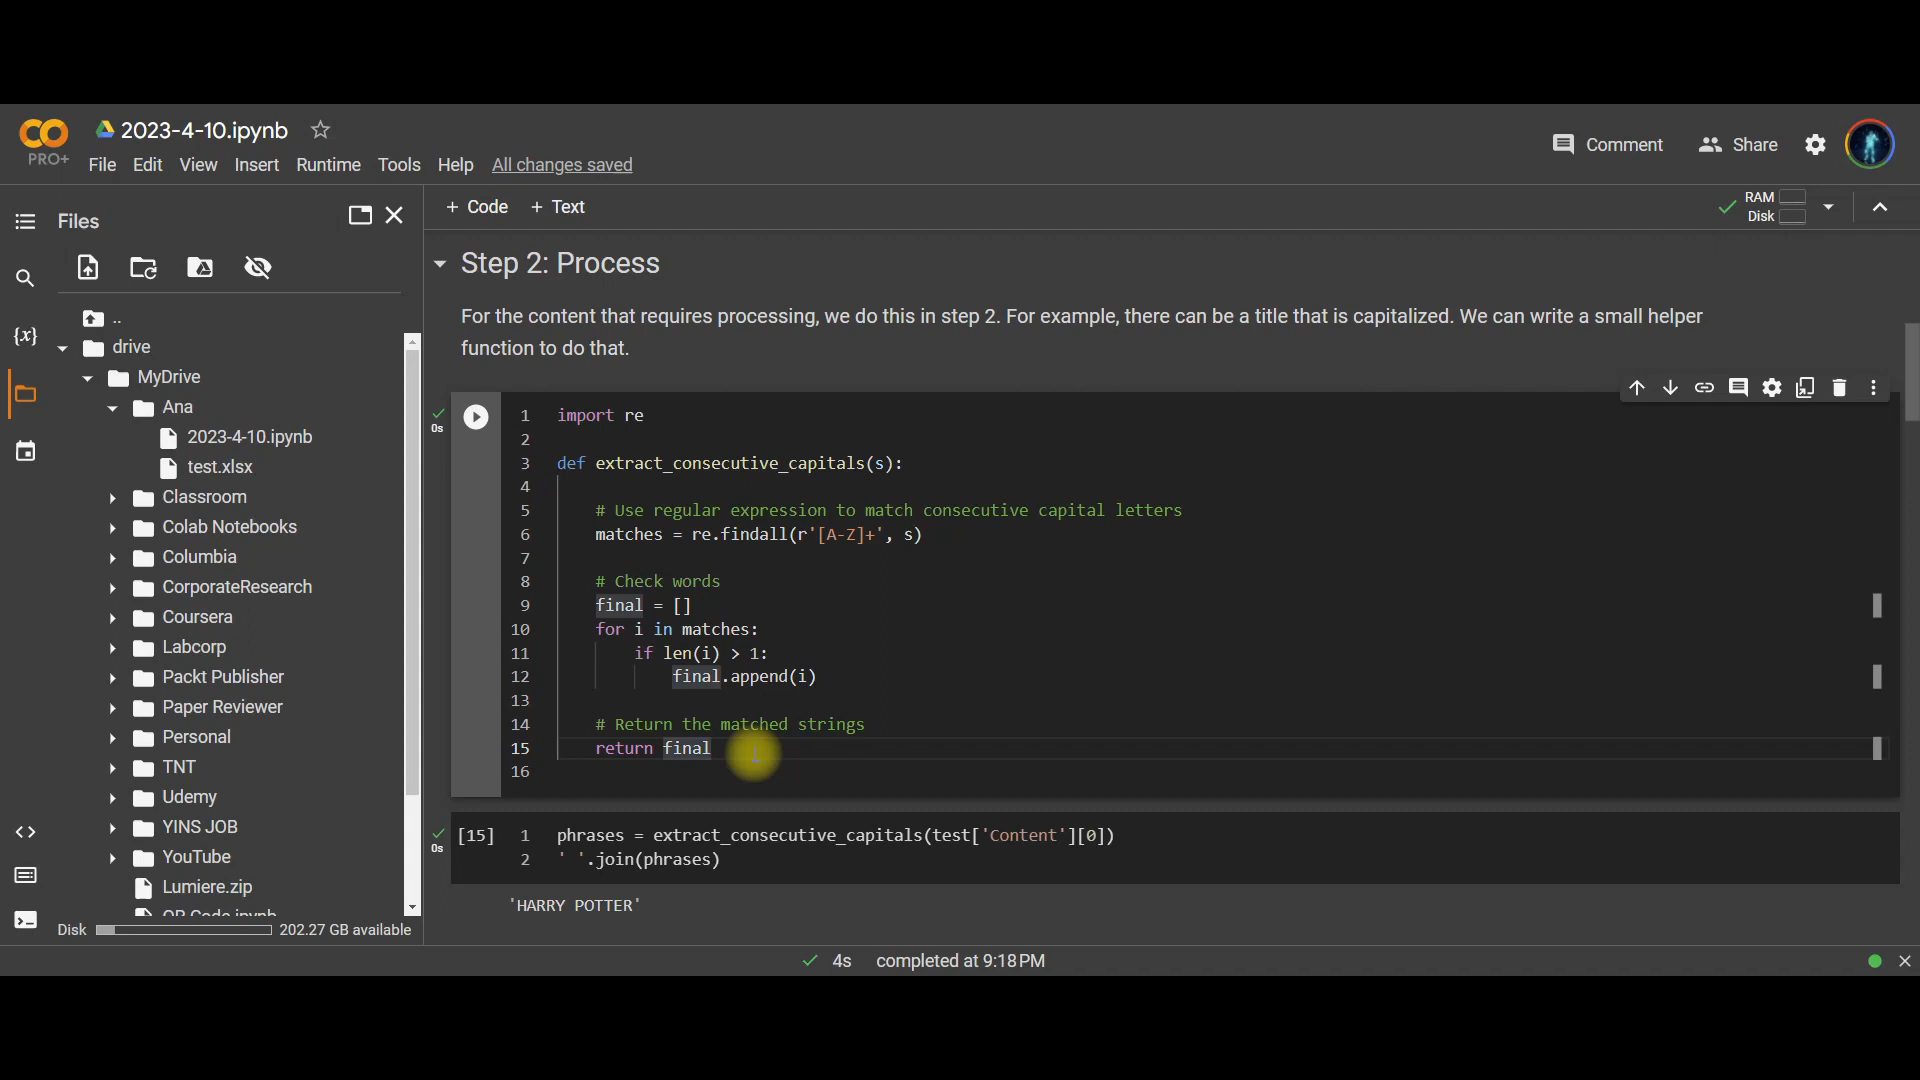 2023-4-10.ipynb
PRO+
File Edit View Insert Runtime Tools Help All changes saved
Comment Share
Files
+ Code + Text
RAM
Disk
..
drive
MyDrive
Ana
2023-4-10.ipynb
test.xlsx
Classroom
Colab Notebooks
Columbia
CorporateResearch
Coursera
Labcorp
Packt Publisher
Paper Reviewer
Personal
TNT
Udemy
YINS JOB
YouTube
Lumiere.zip
Disk 202.27 GB available
{x}
Step 2: Process
For the content that requires processing, we do this in step 2. For example, there can be a title that is capitalized. We can write a small helper
function to do that.
0s
1 import re
2
3 def extract_consecutive_capitals(s):
4
5 # Use regular expression to match consecutive capital letters
6 matches = re.findall(r'[A-Z]+', s)
7
8 # Check words
9 final = []
10 for i in matches:
11 if len(i) > 1:
12 final.append(i)
13
14 # Return the matched strings
15 return final
16
0s
[15] 1 phrases = extract_consecutive_capitals(test['Content'][0])
2 ' '.join(phrases)
'HARRY POTTER'
4s completed at 9:18 PM